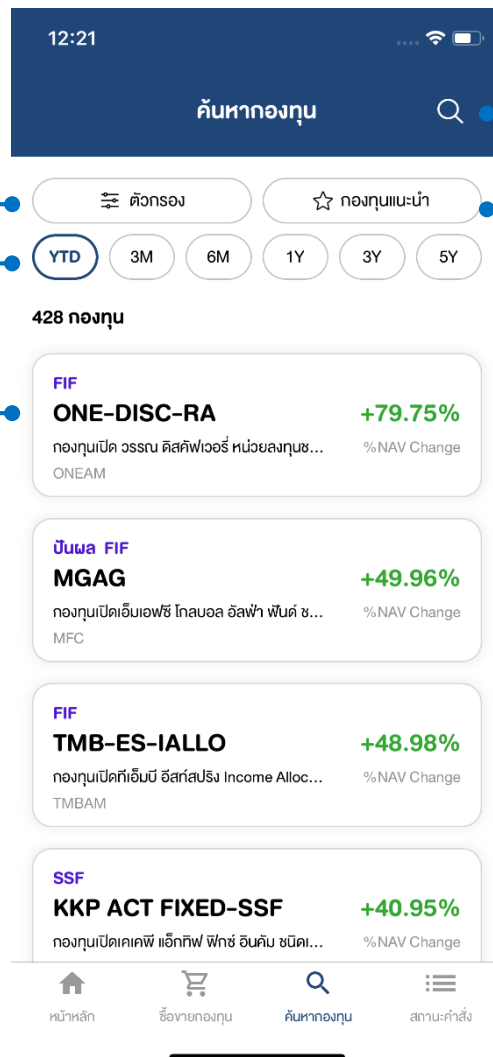 12:21
ค้นหากองทุน
ตัวกรอง
กองทุนแนะนำ
YTD 3M 6M 1Y 3Y 5Y
428 กองทุน
FIF
ONE-DISC-RA +79.75%
กองทุนเปิด วรรณ ดิสคัฟเวอรี่ หน่วยลงทุนช... %NAV Change
ONEAM
ปันผล FIF
MGAG +49.96%
กองทุนเปิดเอ็มเอฟซี โกลบอล อัลฟ่า ฟันด์ ช... %NAV Change
MFC
FIF
TMB-ES-IALLO +48.98%
กองทุนเปิดทีเอ็มบี อีสท์สปริง Income Alloc... %NAV Change
TMBAM
SSF
KKP ACT FIXED-SSF +40.95%
กองทุนเปิดเคเคพี แอ็กทิฟ ฟิกซ์ อินคัม ชนิดเ... %NAV Change
หน้าหลัก ซื้อขายกองทุน ค้นหากองทุน สถานะคำสั่ง